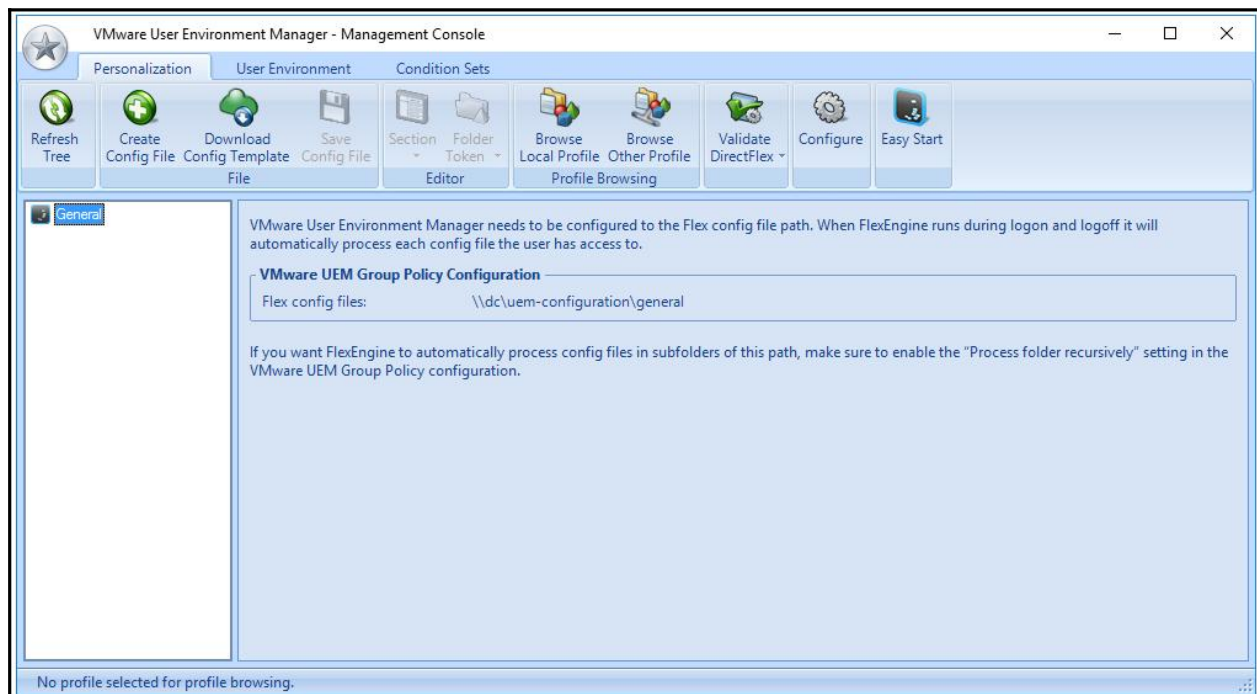 VMware User Environment Manager - Management Console
Personalization User Environment Condition Sets
Refresh Tree
Create Config File
Download Config Template
Save Config File
File
Section
Folder Token
Editor
Browse Local Profile
Browse Other Profile
Profile Browsing
Validate DirectFlex
Configure
Easy Start
General
VMware User Environment Manager needs to be configured to the Flex config file path. When FlexEngine runs during logon and logoff it will
automatically process each config file the user has access to.
VMware UEM Group Policy Configuration
Flex config files: \\dc\uem-configuration\general
If you want FlexEngine to automatically process config files in subfolders of this path, make sure to enable the "Process folder recursively" setting in the
VMware UEM Group Policy configuration.
No profile selected for profile browsing.